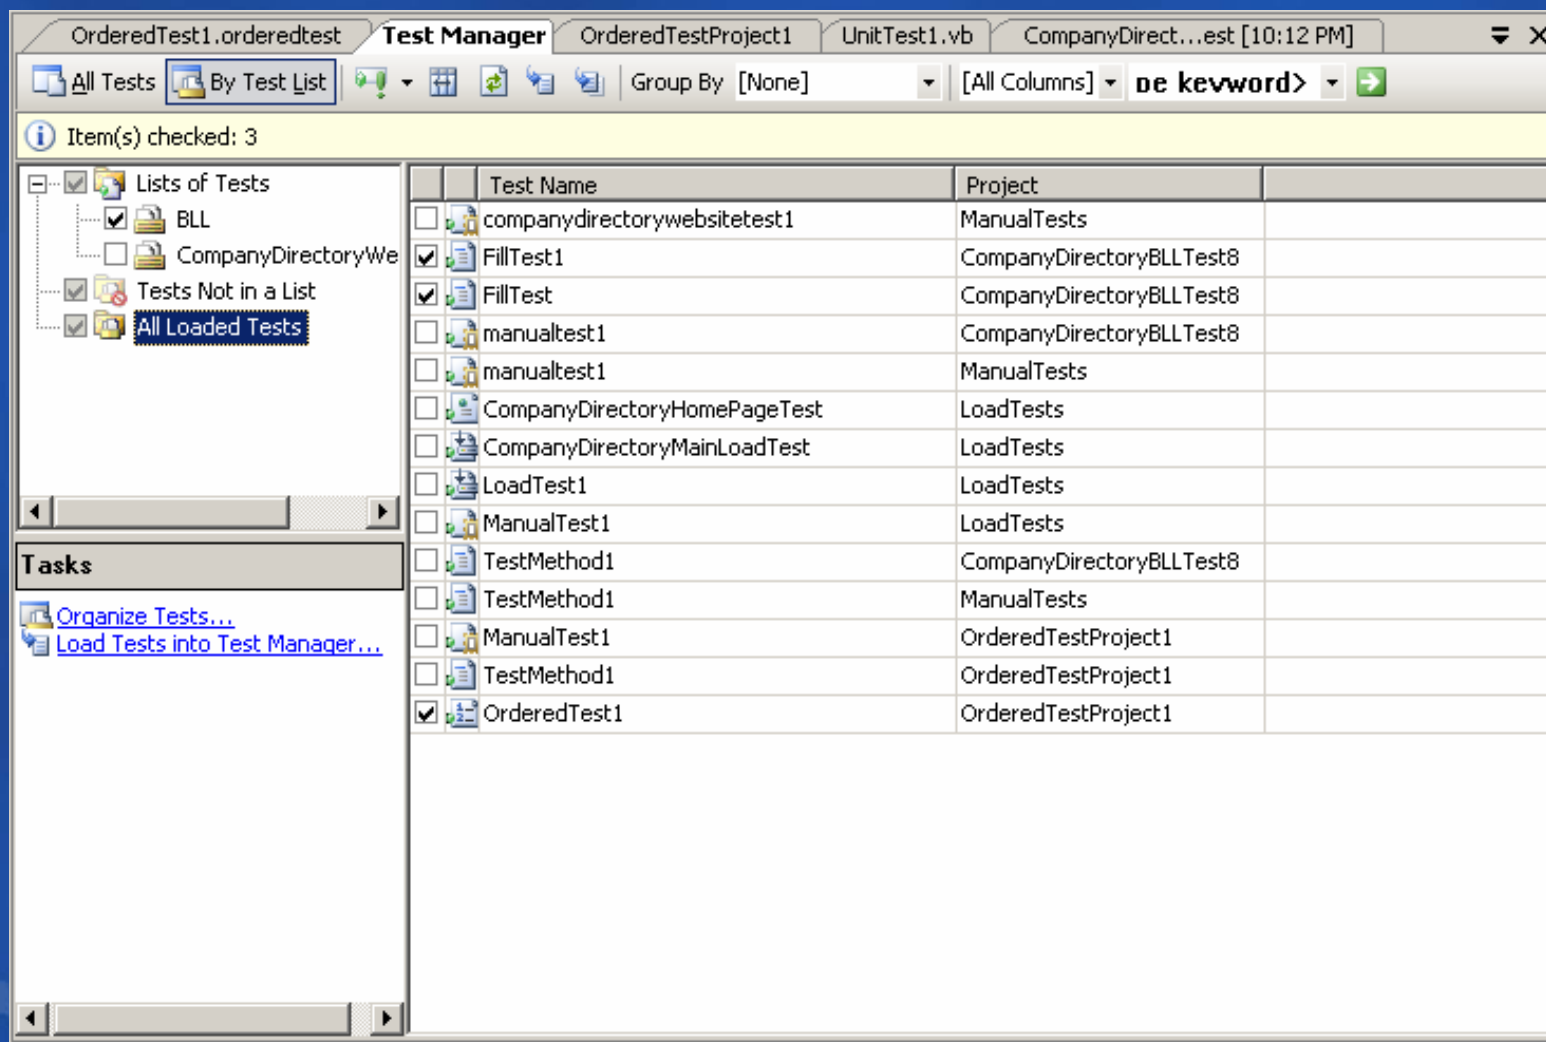 OrderedTest1.orderedtest Test Manager OrderedTestProject1 UnitTest1.vb CompanyDirect...est [10:12 PM]
All Tests By Test List Group By [None] [All Columns] keyword>
Item(s) checked: 3
Lists of Tests
BLL
CompanyDirectoryWe
Tests Not in a List
All Loaded Tests
Tasks
Organize Tests...
Load Tests into Test Manager...
Test Name Project
companydirectorywebsitetest1 ManualTests
FillTest1 CompanyDirectoryBLLTest8
FillTest CompanyDirectoryBLLTest8
manualtest1 CompanyDirectoryBLLTest8
manualtest1 ManualTests
CompanyDirectoryHomePageTest LoadTests
CompanyDirectoryMainLoadTest LoadTests
LoadTest1 LoadTests
ManualTest1 LoadTests
TestMethod1 CompanyDirectoryBLLTest8
TestMethod1 ManualTests
ManualTest1 OrderedTestProject1
TestMethod1 OrderedTestProject1
OrderedTest1 OrderedTestProject1